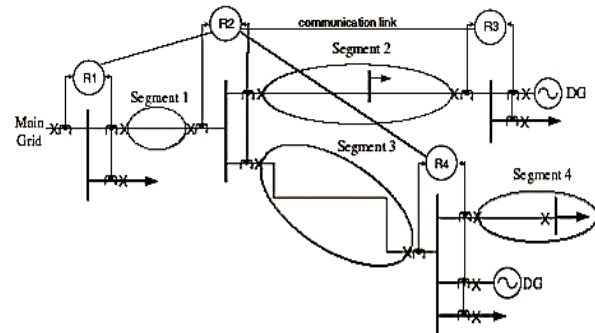 R2
communication link
R3
Segment 2
R1
Segment 1
DG
Main
Grid
Segment 3
R4
Segment 4
DG